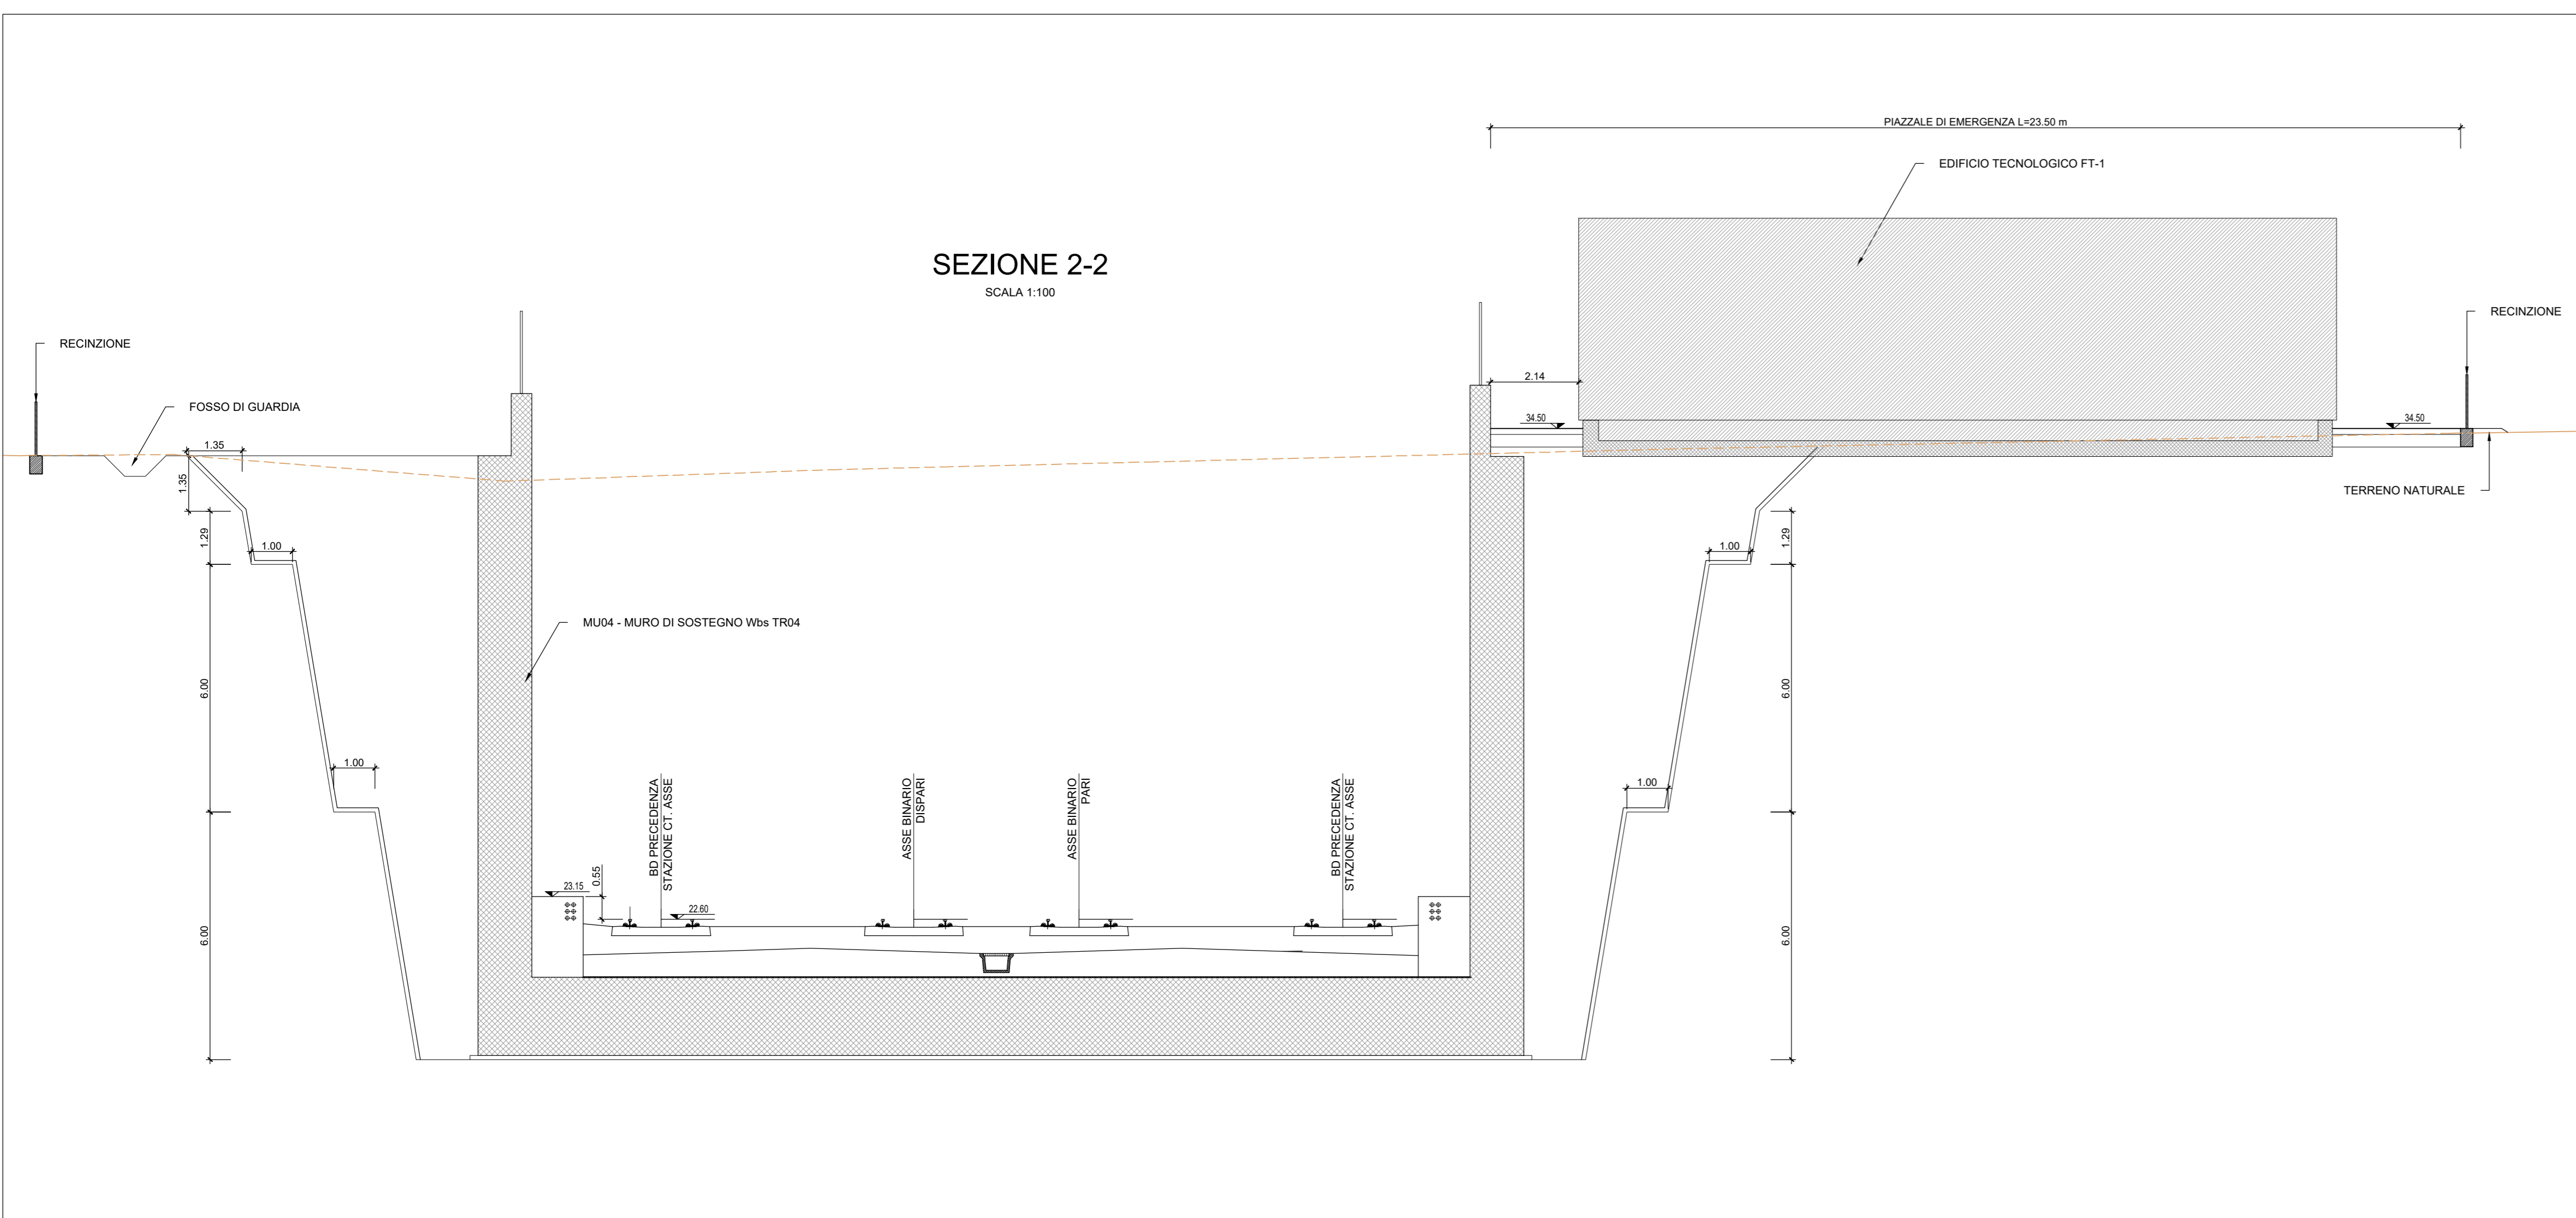 PIAZZALE DI EMERGENZA L=23.50 m
EDIFICIO TECNOLOGICO FT-1
SEZIONE 2-2
SCALA 1:100
RECINZIONE
RECINZIONE
2.14
FOSSO DI GUARDIA
34.50
34.50
1.35
1.35
TERRENO NATURALE
1.29
1.00
1.00
1.29
MU04 - MURO DI SOSTEGNO Wbs TR04
6.00
6.00
1.00
1.00
BD PRECEDENZA
STAZIONE CT. ASSE
ASSE BINARIO
DISPARI
ASSE BINARIO
PARI
BD PRECEDENZA
STAZIONE CT. ASSE
23.15
0.55
22.60
6.00
6.00